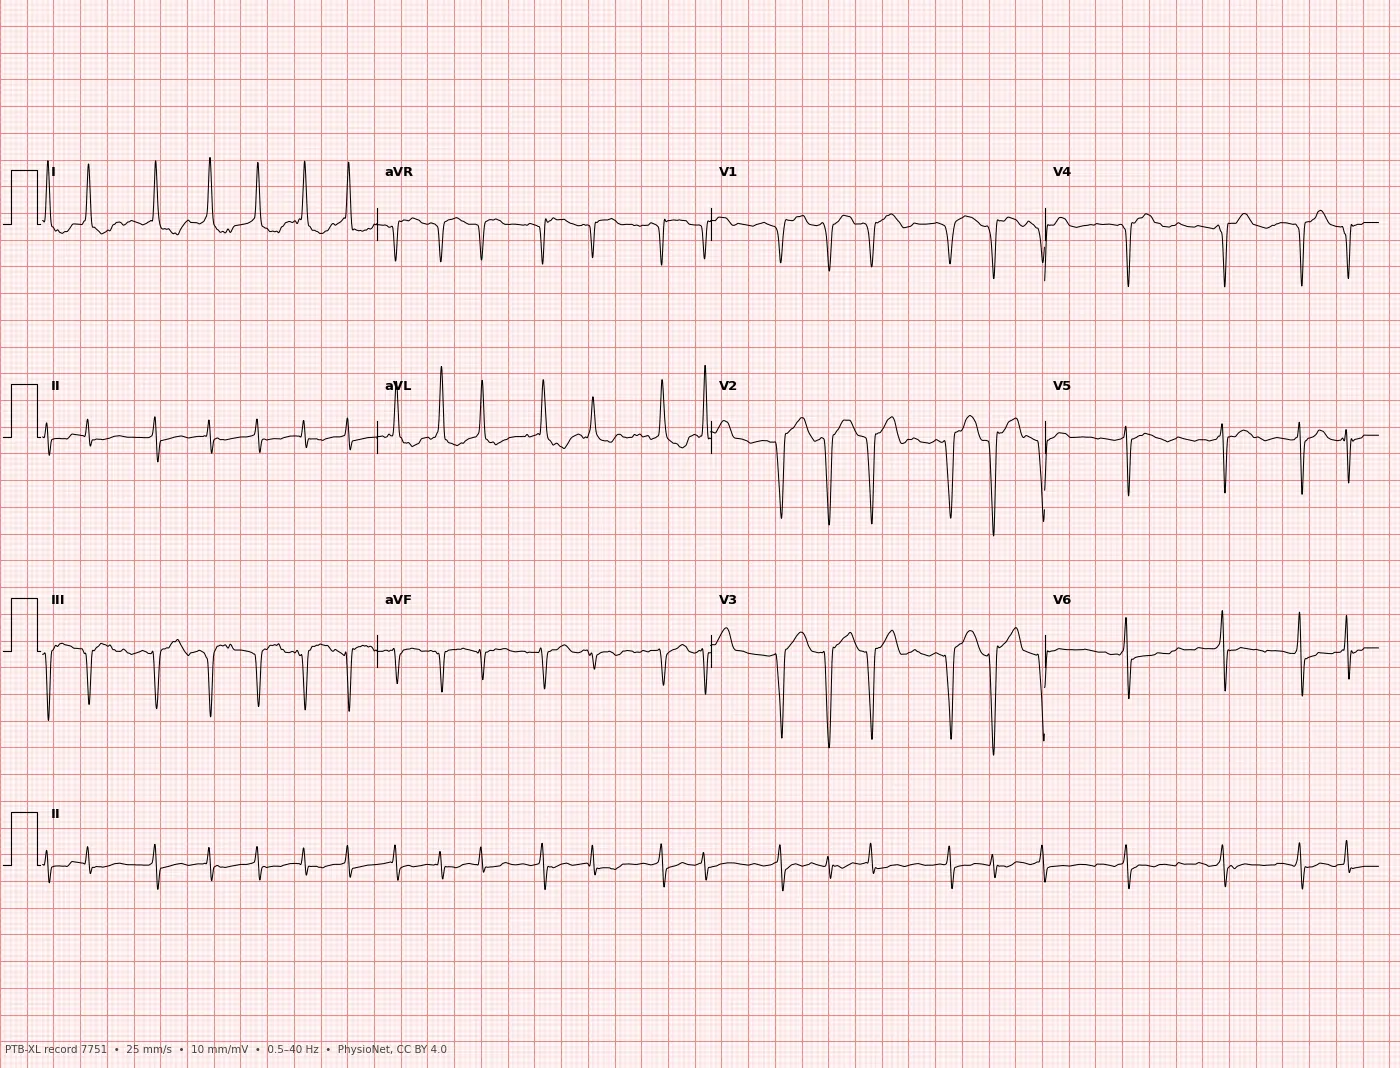 I aVR V1 V4
II aVL V2 V5
III aVF V3 V6
II
PTB-XL record 7751 • 25 mm/s • 10 mm/mV • 0.5–40 Hz • PhysioNet, CC BY 4.0